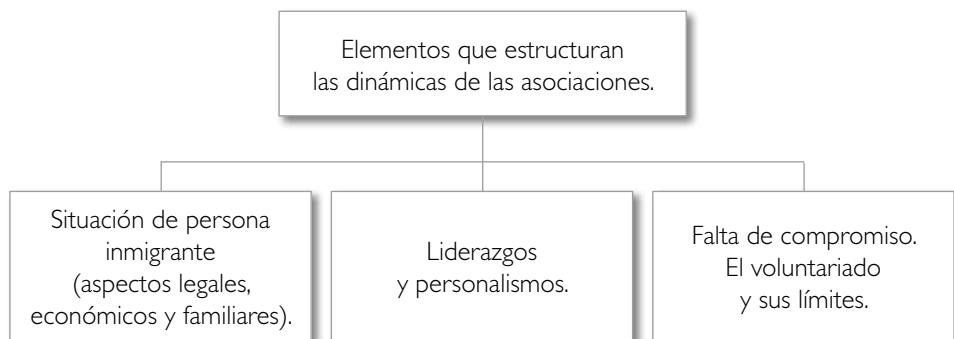 Elementos que estructuran
las dinámicas de las asociaciones.
Situación de persona
inmigrante
(aspectos legales,
económicos y familiares).
Liderazgos
y personalismos.
Falta de compromiso.
El voluntariado
y sus límites.